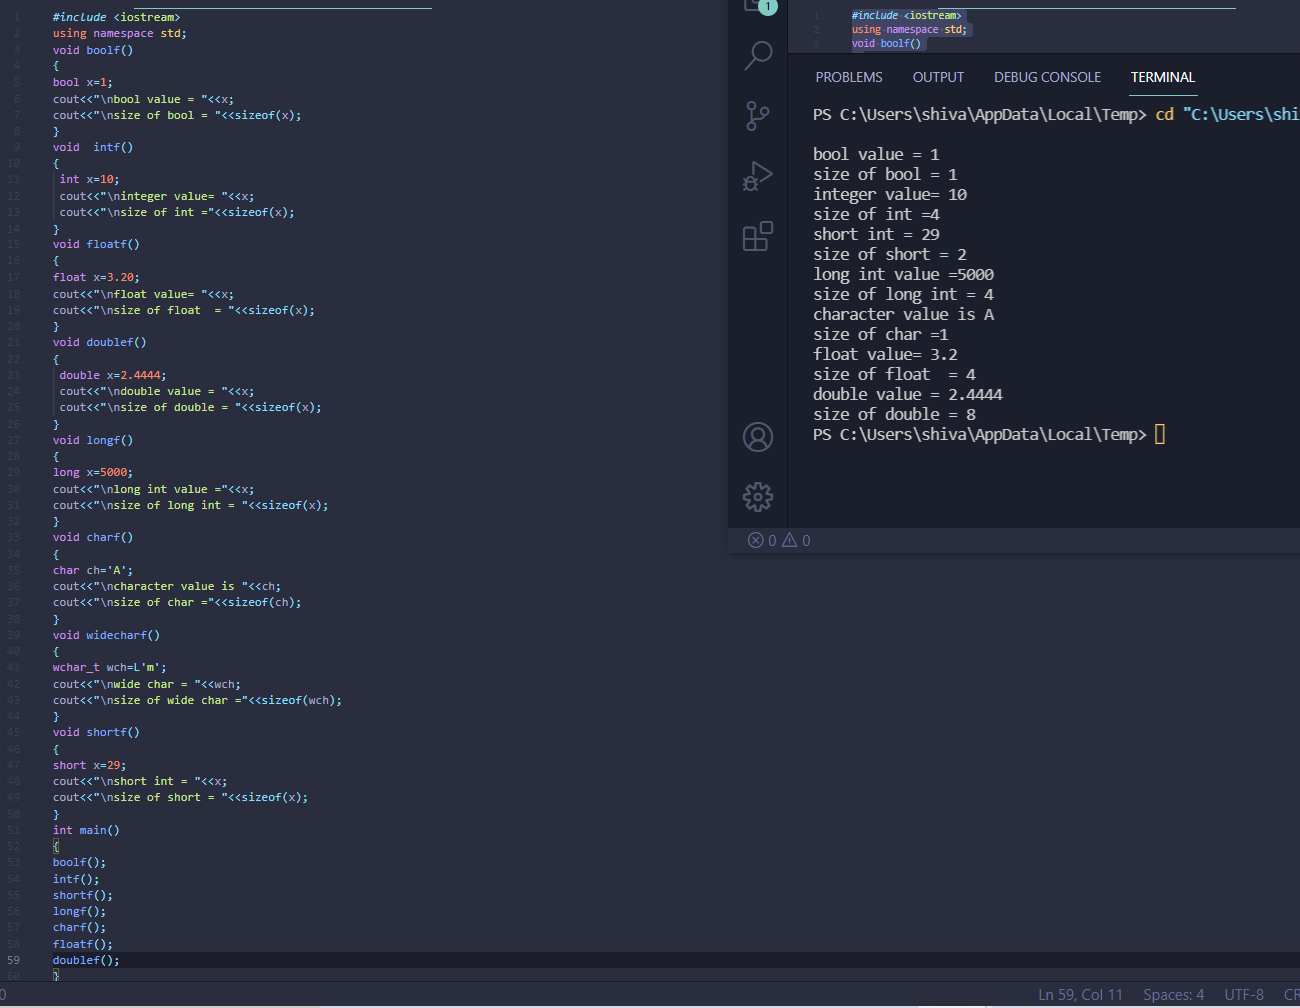 1 #include <iostream>
2 using namespace std;
3 void boolf()
4 {
5 bool x=1;
6 cout<<"\nbool value = "<<x;
7 cout<<"\nsize of bool = "<<sizeof(x);
8 }
9 void  intf()
10 {
11  int x=10;
12  cout<<"\ninteger value= "<<x;
13  cout<<"\nsize of int ="<<sizeof(x);
14 }
15 void floatf()
16 {
17 float x=3.20;
18 cout<<"\nfloat value= "<<x;
19 cout<<"\nsize of float  = "<<sizeof(x);
20 }
21 void doublef()
22 {
23  double x=2.4444;
24  cout<<"\ndouble value = "<<x;
25  cout<<"\nsize of double = "<<sizeof(x);
26 }
27 void longf()
28 {
29 long x=5000;
30 cout<<"\nlong int value ="<<x;
31 cout<<"\nsize of long int = "<<sizeof(x);
32 }
33 void charf()
34 {
35 char ch='A';
36 cout<<"\ncharacter value is "<<ch;
37 cout<<"\nsize of char ="<<sizeof(ch);
38 }
39 void widecharf()
40 {
41 wchar_t wch=L'm';
42 cout<<"\nwide char = "<<wch;
43 cout<<"\nsize of wide char ="<<sizeof(wch);
44 }
45 void shortf()
46 {
47 short x=29;
48 cout<<"\nshort int = "<<x;
49 cout<<"\nsize of short = "<<sizeof(x);
50 }
51 int main()
52 {
53 boolf();
54 intf();
55 shortf();
56 longf();
57 charf();
58 floatf();
59 doublef();
60 }
1
1 #include <iostream>
2 using namespace std;
3 void boolf()
PROBLEMS OUTPUT DEBUG CONSOLE TERMINAL
PS C:\Users\shiva\AppData\Local\Temp> cd "C:\Users\shi
bool value = 1
size of bool = 1
integer value= 10
size of int =4
short int = 29
size of short = 2
long int value =5000
size of long int = 4
character value is A
size of char =1
float value= 3.2
size of float  = 4
double value = 2.4444
size of double = 8
PS C:\Users\shiva\AppData\Local\Temp>
0 0
0 Ln 59, Col 11 Spaces: 4 UTF-8 CR